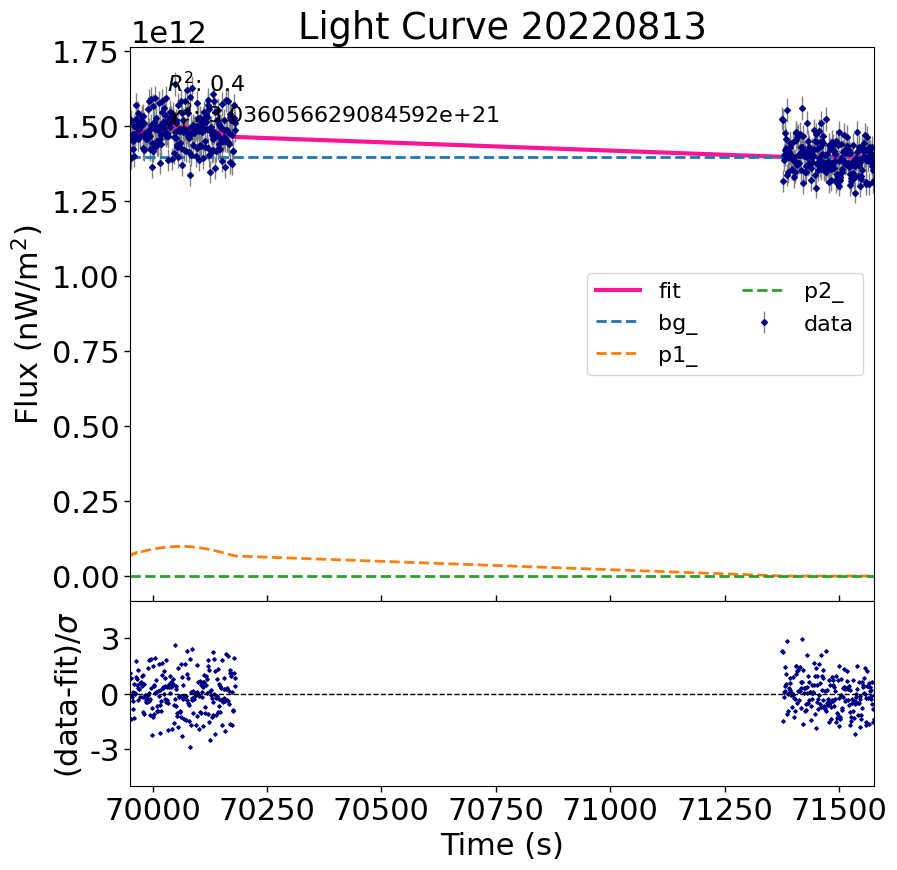 Light Curve 20220813
1e12
R²: 0.4
3.036056629084592e+21
1.75
1.50
1.25
1.00
0.75
0.50
0.25
0.00
Flux (nW/m²)
fit
bg_
p1_
p2_
data
3
0
-3
(data-fit)/σ
70000 70250 70500 70750 71000 71250 71500
Time (s)